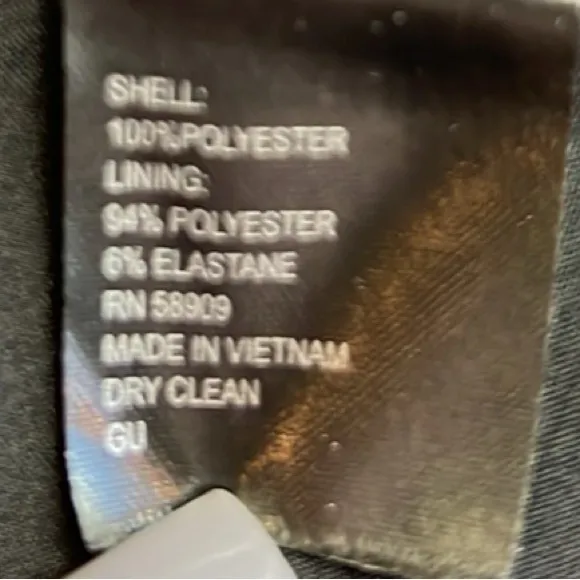 SHELL:
100%POLYESTER
LINING:
94% POLYESTER
6% ELASTANE
RN 58909
MADE IN VIETNAM
DRY CLEAN
GU